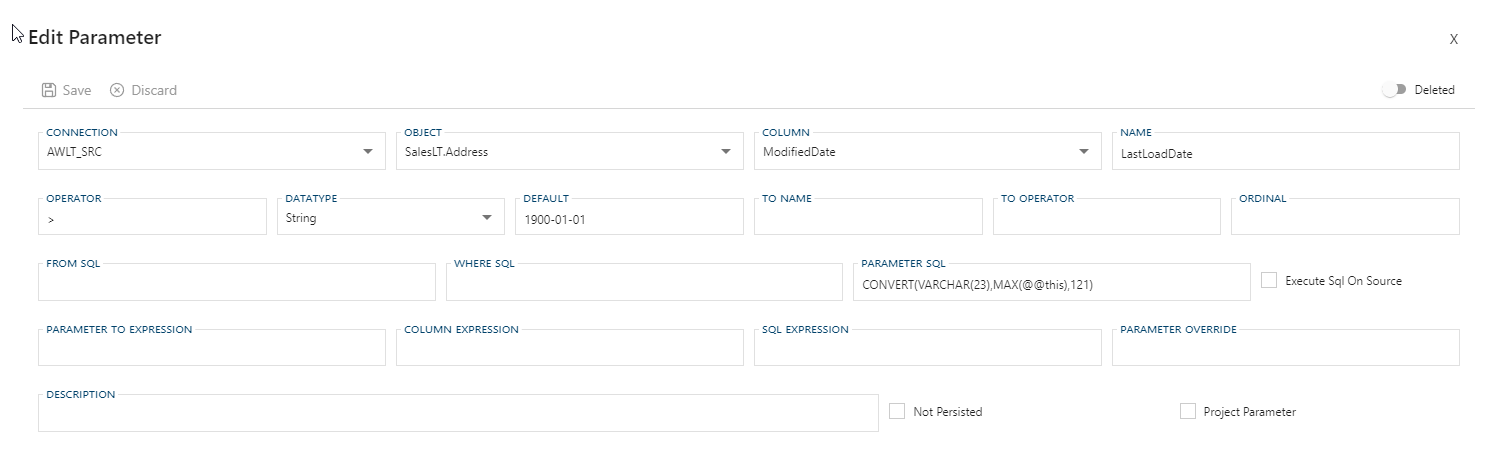 Edit Parameter
X
Save
Discard
Deleted
CONNECTION
AWLT_SRC
OBJECT
SalesLT.Address
COLUMN
ModifiedDate
NAME
LastLoadDate
OPERATOR
>
DATATYPE
String
DEFAULT
1900-01-01
TO NAME
TO OPERATOR
ORDINAL
FROM SQL
WHERE SQL
PARAMETER SQL
CONVERT(VARCHAR(23),MAX(@@this),121)
Execute Sql On Source
PARAMETER TO EXPRESSION
COLUMN EXPRESSION
SQL EXPRESSION
PARAMETER OVERRIDE
DESCRIPTION
Not Persisted
Project Parameter